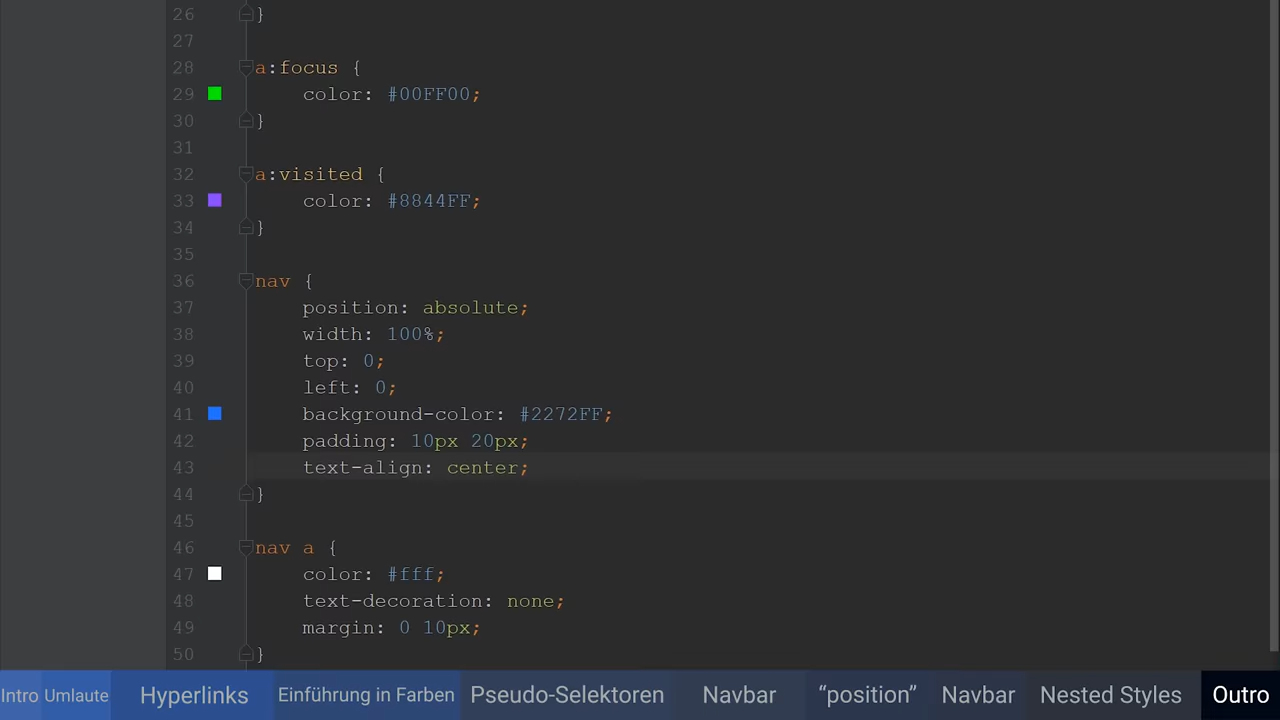 26 }
27
28 a:focus {
29 color: #00FF00;
30 }
31
32 a:visited {
33 color: #8844FF;
34 }
35
36 nav {
37 position: absolute;
38 width: 100%;
39 top: 0;
40 left: 0;
41 background-color: #2272FF;
42 padding: 10px 20px;
43 text-align: center;
44 }
45
46 nav a {
47 color: #fff;
48 text-decoration: none;
49 margin: 0 10px;
50 }
Intro Umlaute Hyperlinks Einführung in Farben Pseudo-Selektoren Navbar “position” Navbar Nested Styles Outro